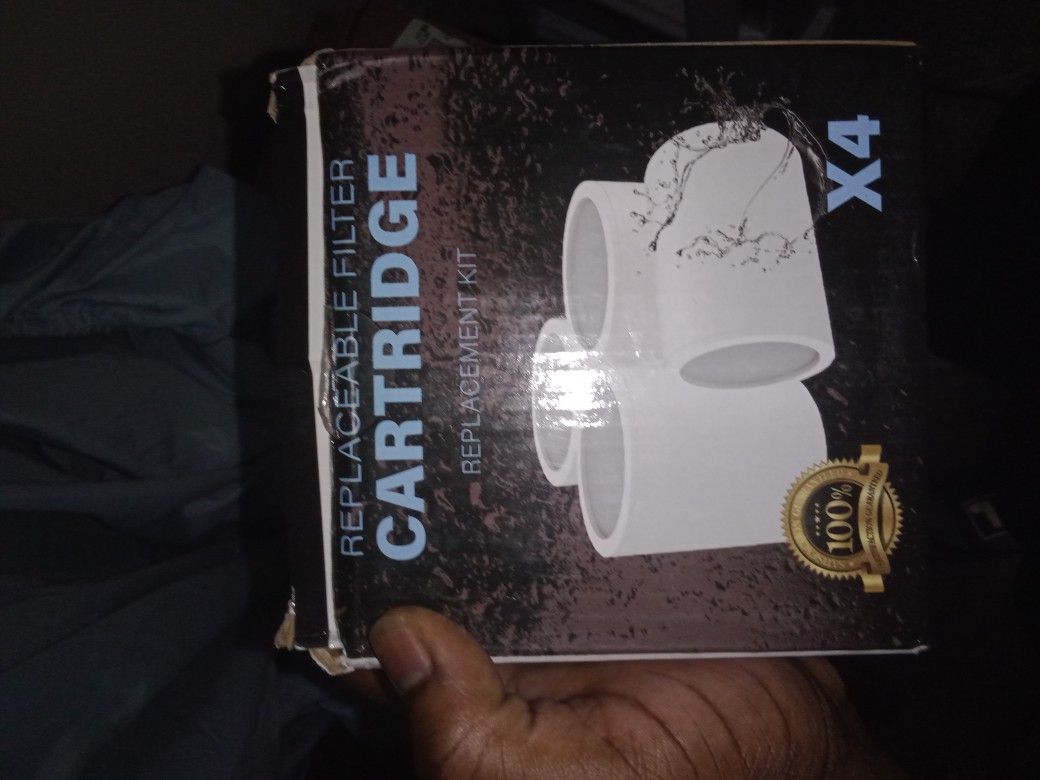 REPLACEABLE FILTER
CARTRIDGE
REPLACEMENT KIT
X4
100%